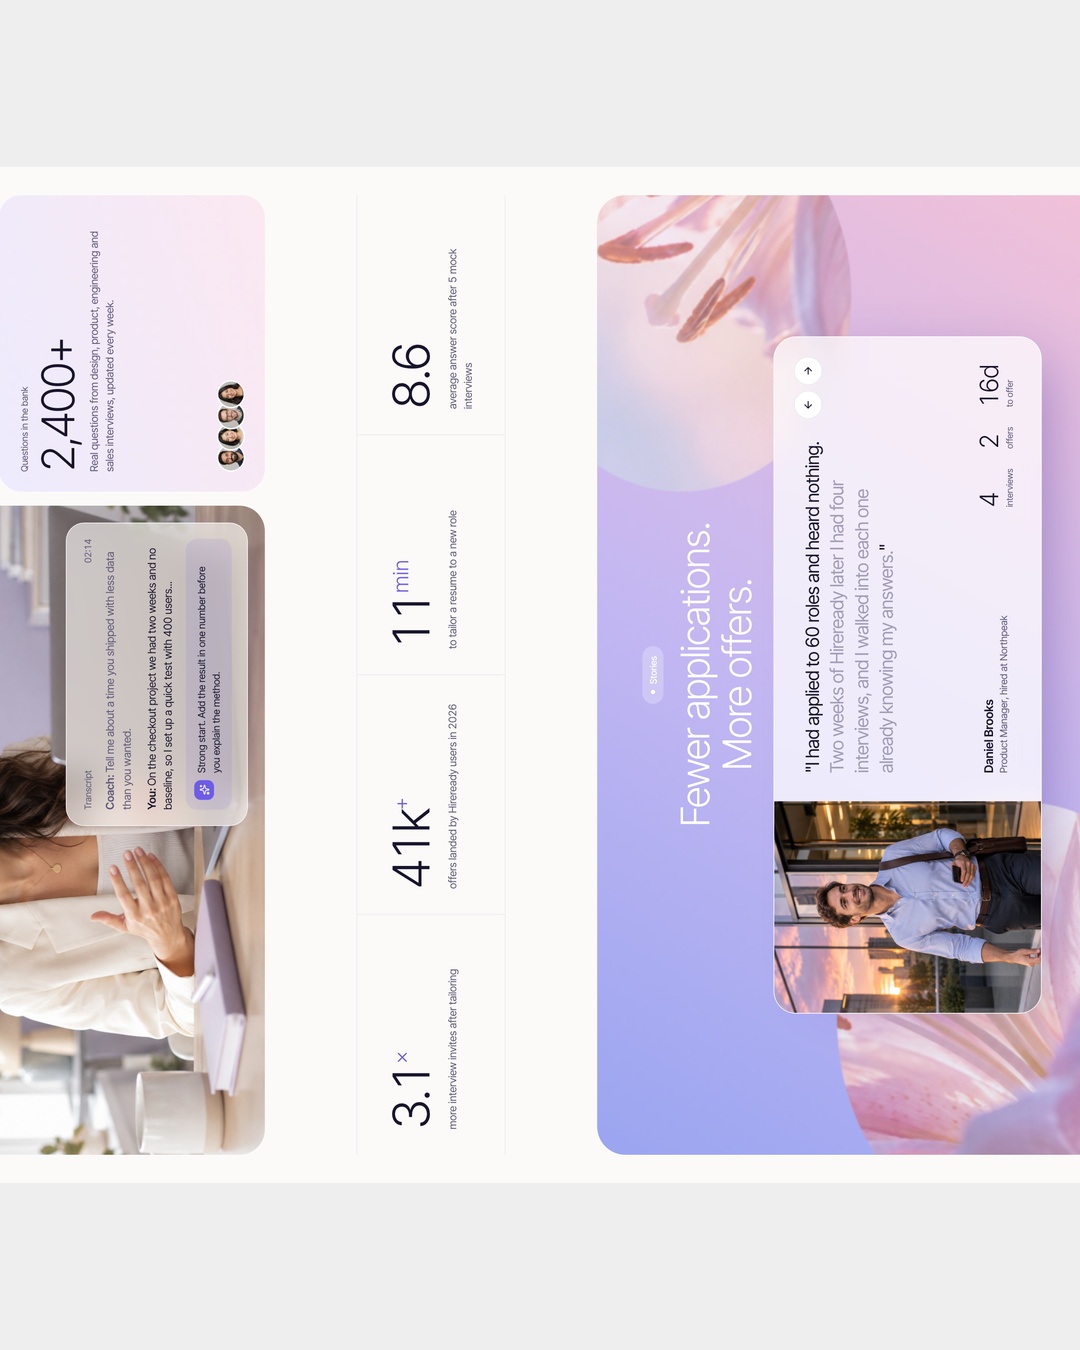 Transcript
02:14
Coach: Tell me about a time you shipped with less data
than you wanted.
You: On the checkout project we had two weeks and no
baseline, so I set up a quick test with 400 users...
Strong start. Add the result in one number before
you explain the method.
Questions in the bank
2,400+
Real questions from design, product, engineering and
sales interviews, updated every week.
3.1×
more interview invites after tailoring
41k+
offers landed by Hireready users in 2026
11 min
to tailor a resume to a new role
8.6
average answer score after 5 mock
interviews
Stories
Fewer applications.
More offers.
"I had applied to 60 roles and heard nothing.
Two weeks of Hireready later I had four
interviews, and I walked into each one
already knowing my answers."
Daniel Brooks
Product Manager, hired at Northpeak
4
interviews
2
offers
16d
to offer